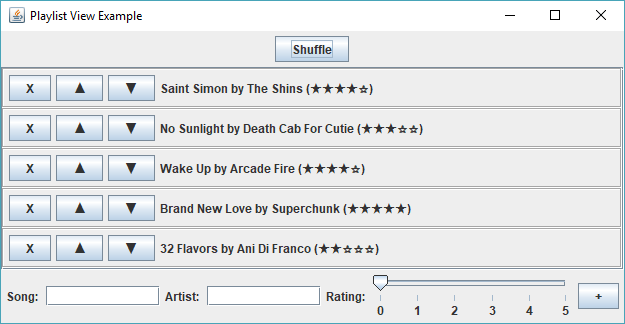 Playlist View Example
Shuffle
X ▲ ▼ Saint Simon by The Shins (★★★★☆)
X ▲ ▼ No Sunlight by Death Cab For Cutie (★★★☆☆)
X ▲ ▼ Wake Up by Arcade Fire (★★★★☆)
X ▲ ▼ Brand New Love by Superchunk (★★★★★)
X ▲ ▼ 32 Flavors by Ani Di Franco (★★☆☆☆)
Song: Artist: Rating: +
0 1 2 3 4 5